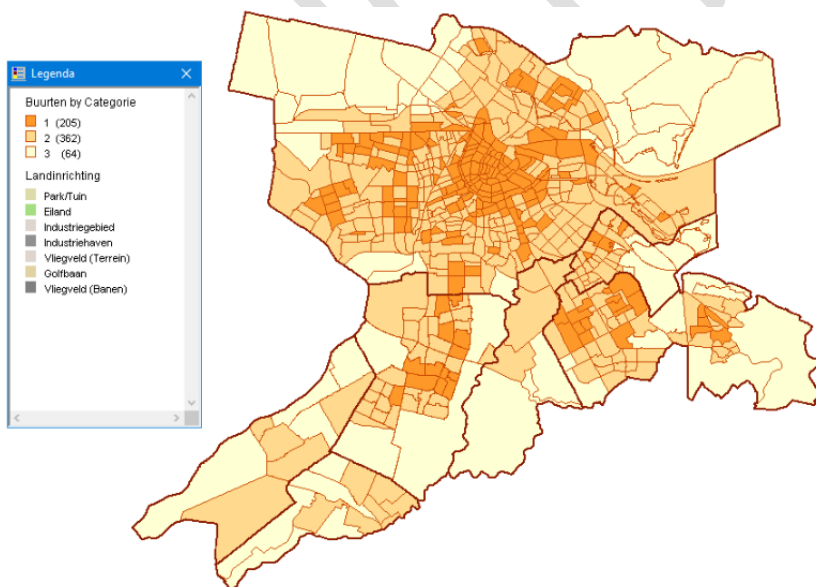 Legenda
Buurten by Categorie
1 (205)
2 (362)
3 (64)
Landinrichting
Park/Tuin
Eiland
Industriegebied
Industriehaven
Vliegveld (Terrein)
Golfbaan
Vliegveld (Banen)